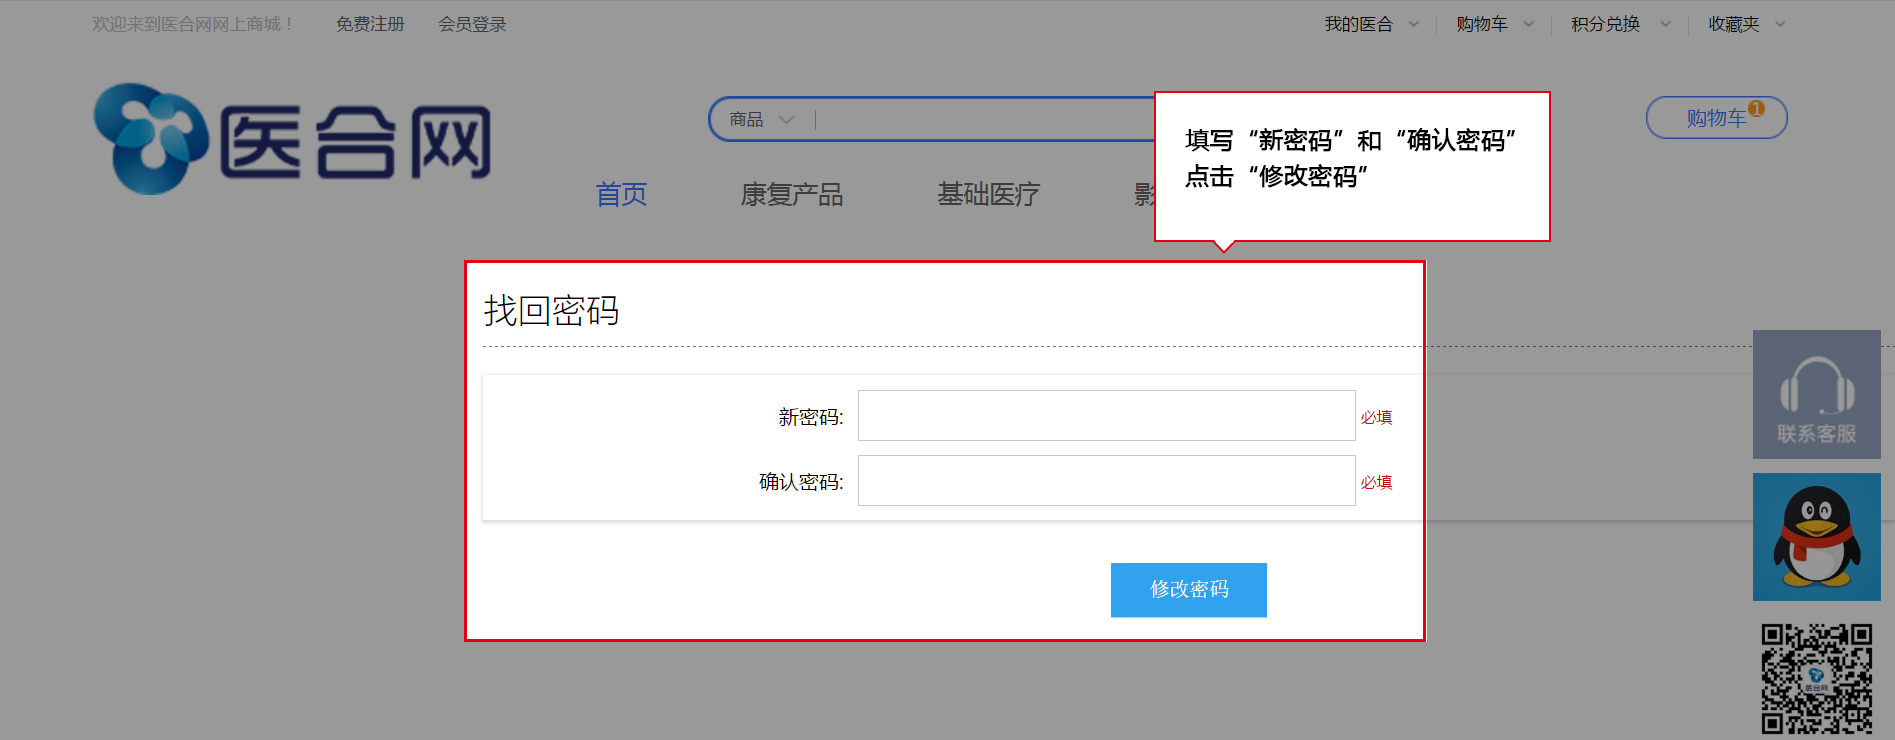 欢迎来到医合网网上商城！ 免费注册 会员登录 我的医合 购物车 积分兑换 收藏夹
医合网
商品
购物车 1
填写“新密码”和“确认密码”
点击“修改密码”
首页 康复产品 基础医疗 影
找回密码
新密码: 必填
确认密码: 必填
修改密码
联系客服
医合网